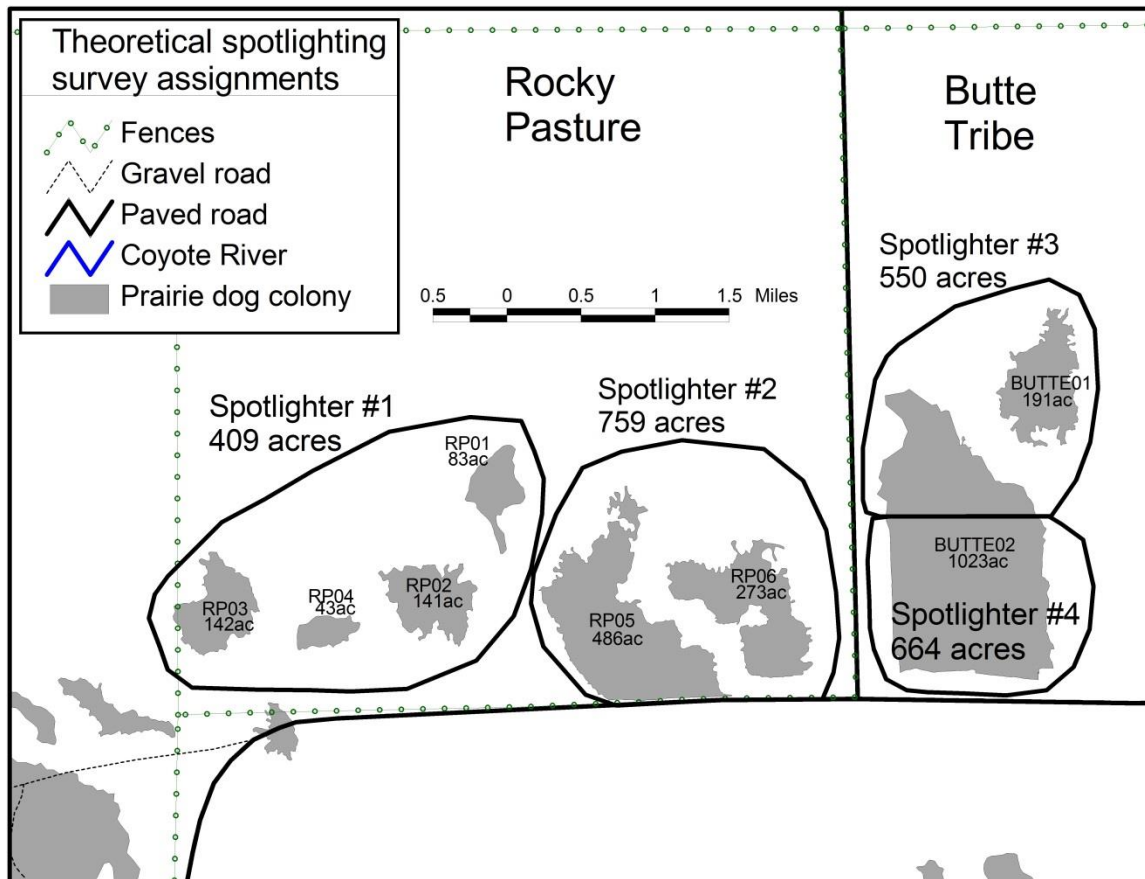 Theoretical spotlighting
survey assignments
Fences
Gravel road
Paved road
Coyote River
Prairie dog colony
Rocky
Pasture
Butte
Tribe
0.5 0 0.5 1 1.5 Miles
Spotlighter #1
409 acres
RP01
83ac
RP03
142ac
RP04
43ac
RP02
141ac
Spotlighter #2
759 acres
RP05
486ac
RP06
273ac
Spotlighter #3
550 acres
BUTTE01
191ac
BUTTE02
1023ac
Spotlighter #4
664 acres